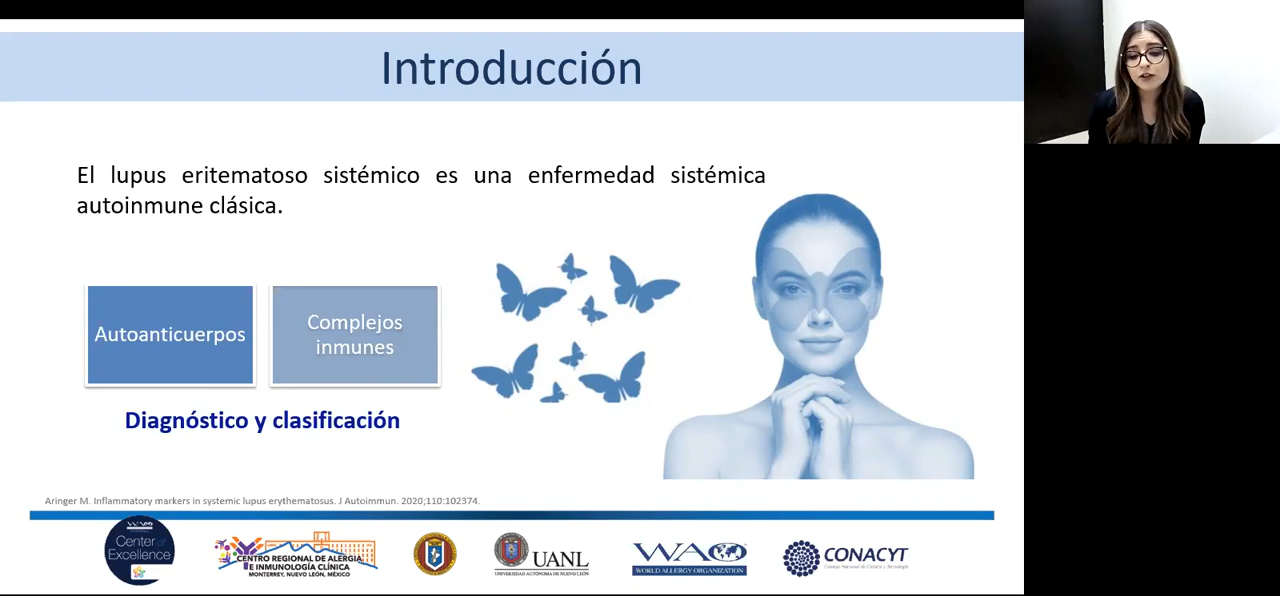 Introducción
El lupus eritematoso sistémico es una enfermedad sistémica
autoinmune clásica.
Autoanticuerpos
Complejos
inmunes
Diagnóstico y clasificación
Aringer M. Inflammatory markers in systemic lupus erythematosus. J Autoimmun. 2020;110:102374.
WAO
Center of
Excellence
CENTRO REGIONAL DE ALERGIA
E INMUNOLOGÍA CLÍNICA
MONTERREY, NUEVO LEÓN, MÉXICO
UANL
UNIVERSIDAD AUTÓNOMA DE NUEVO LEÓN
WAO
WORLD ALLERGY ORGANIZATION
CONACYT
Consejo Nacional de Ciencia y Tecnología